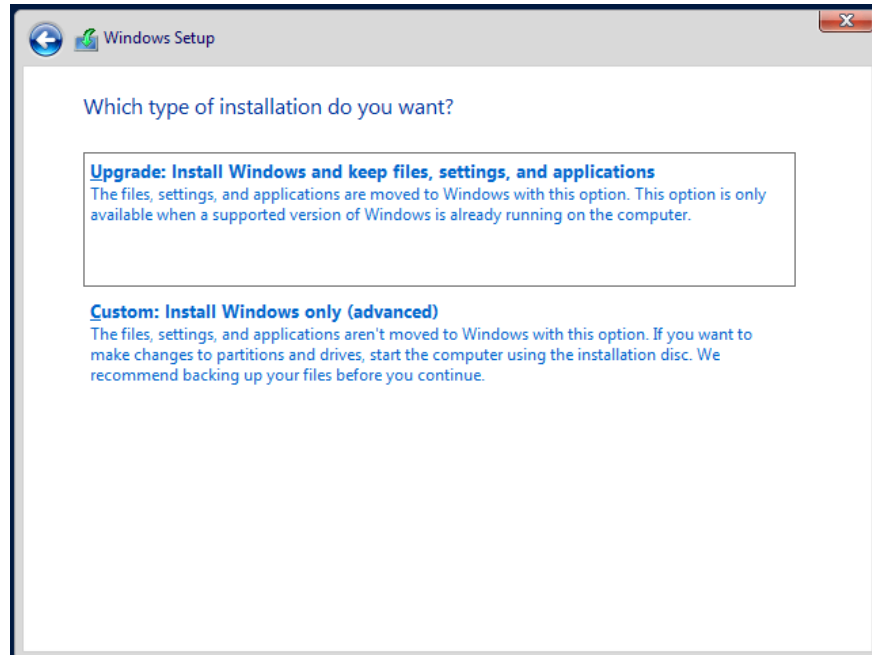 Windows Setup
Which type of installation do you want?
Upgrade: Install Windows and keep files, settings, and applications
The files, settings, and applications are moved to Windows with this option. This option is only
available when a supported version of Windows is already running on the computer.
Custom: Install Windows only (advanced)
The files, settings, and applications aren't moved to Windows with this option. If you want to
make changes to partitions and drives, start the computer using the installation disc. We
recommend backing up your files before you continue.